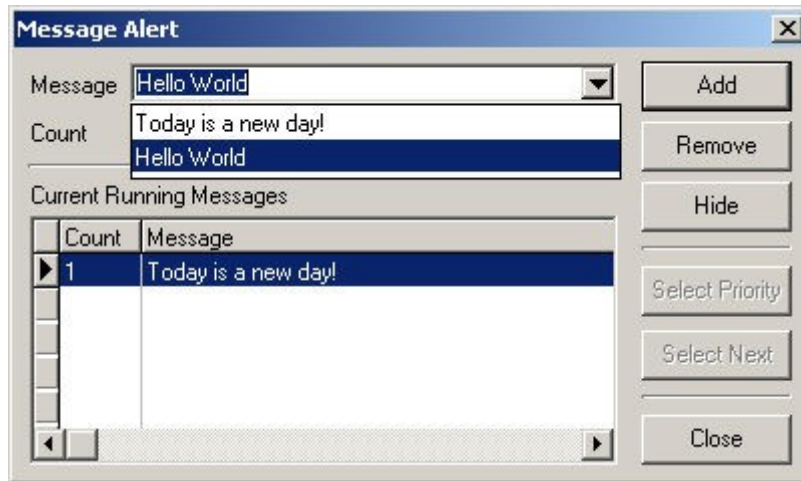 Message Alert
Message Hello World
Add
Today is a new day!
Count
Hello World
Remove
Current Running Messages
Hide
Count Message
1 Today is a new day!
Select Priority
Select Next
Close